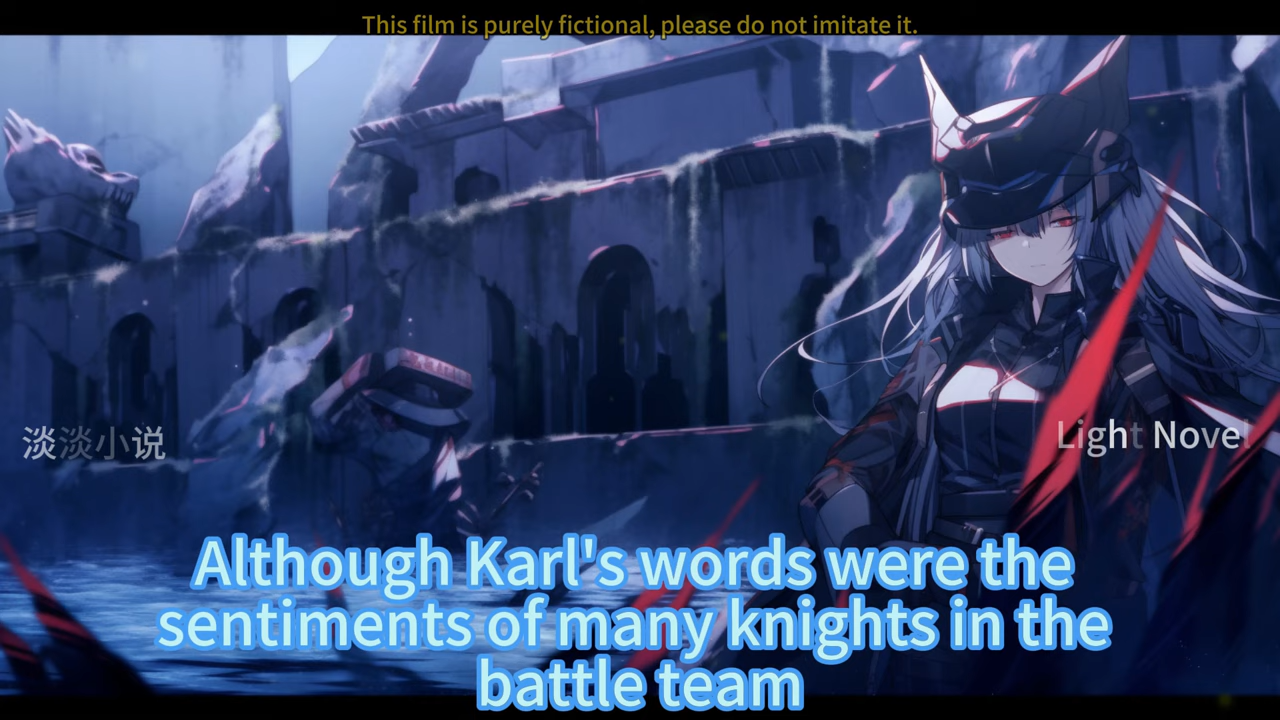 This film is purely fictional, please do not imitate it.
淡淡小说
Light Novel
Although Karl's words were the
sentiments of many knights in the
battle team